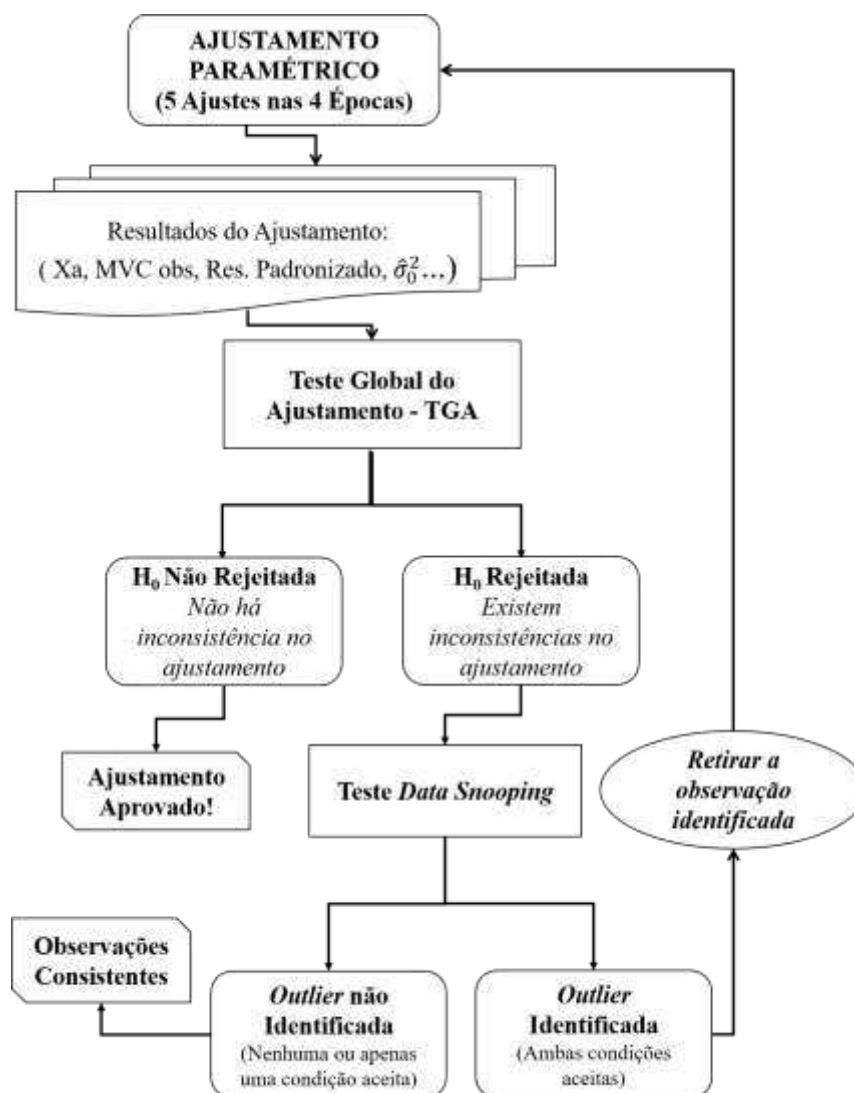 AJUSTAMENTO
PARAMÉTRICO
(5 Ajustes nas 4 Épocas)
Resultados do Ajustamento:
( Xa, MVC obs, Res. Padronizado, σ̂₀²...)
Teste Global do
Ajustamento - TGA
H₀ Não Rejeitada
Não há
inconsistência no
ajustamento
H₀ Rejeitada
Existem
inconsistências no
ajustamento
Ajustamento
Aprovado!
Teste Data Snooping
Retirar a
observação
identificada
Observações
Consistentes
Outlier não
Identificada
(Nenhuma ou apenas
uma condição aceita)
Outlier
Identificada
(Ambas condições
aceitas)